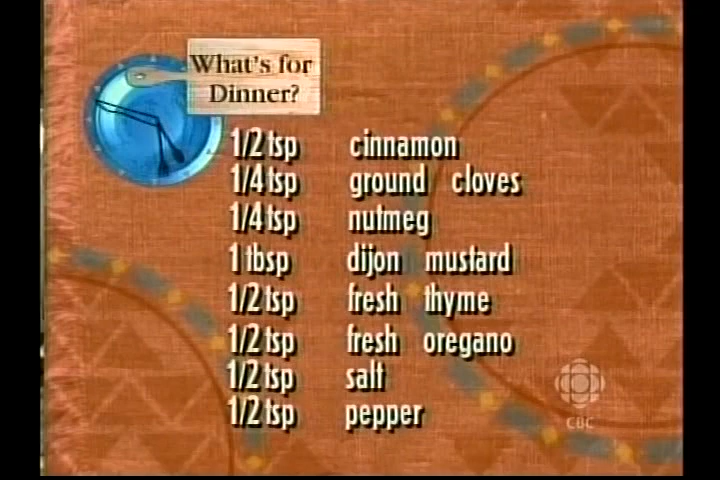 What's for
Dinner?
1/2 tsp cinnamon
1/4 tsp ground cloves
1/4 tsp nutmeg
1 tbsp dijon mustard
1/2 tsp fresh thyme
1/2 tsp fresh oregano
1/2 tsp salt
1/2 tsp pepper
CBC